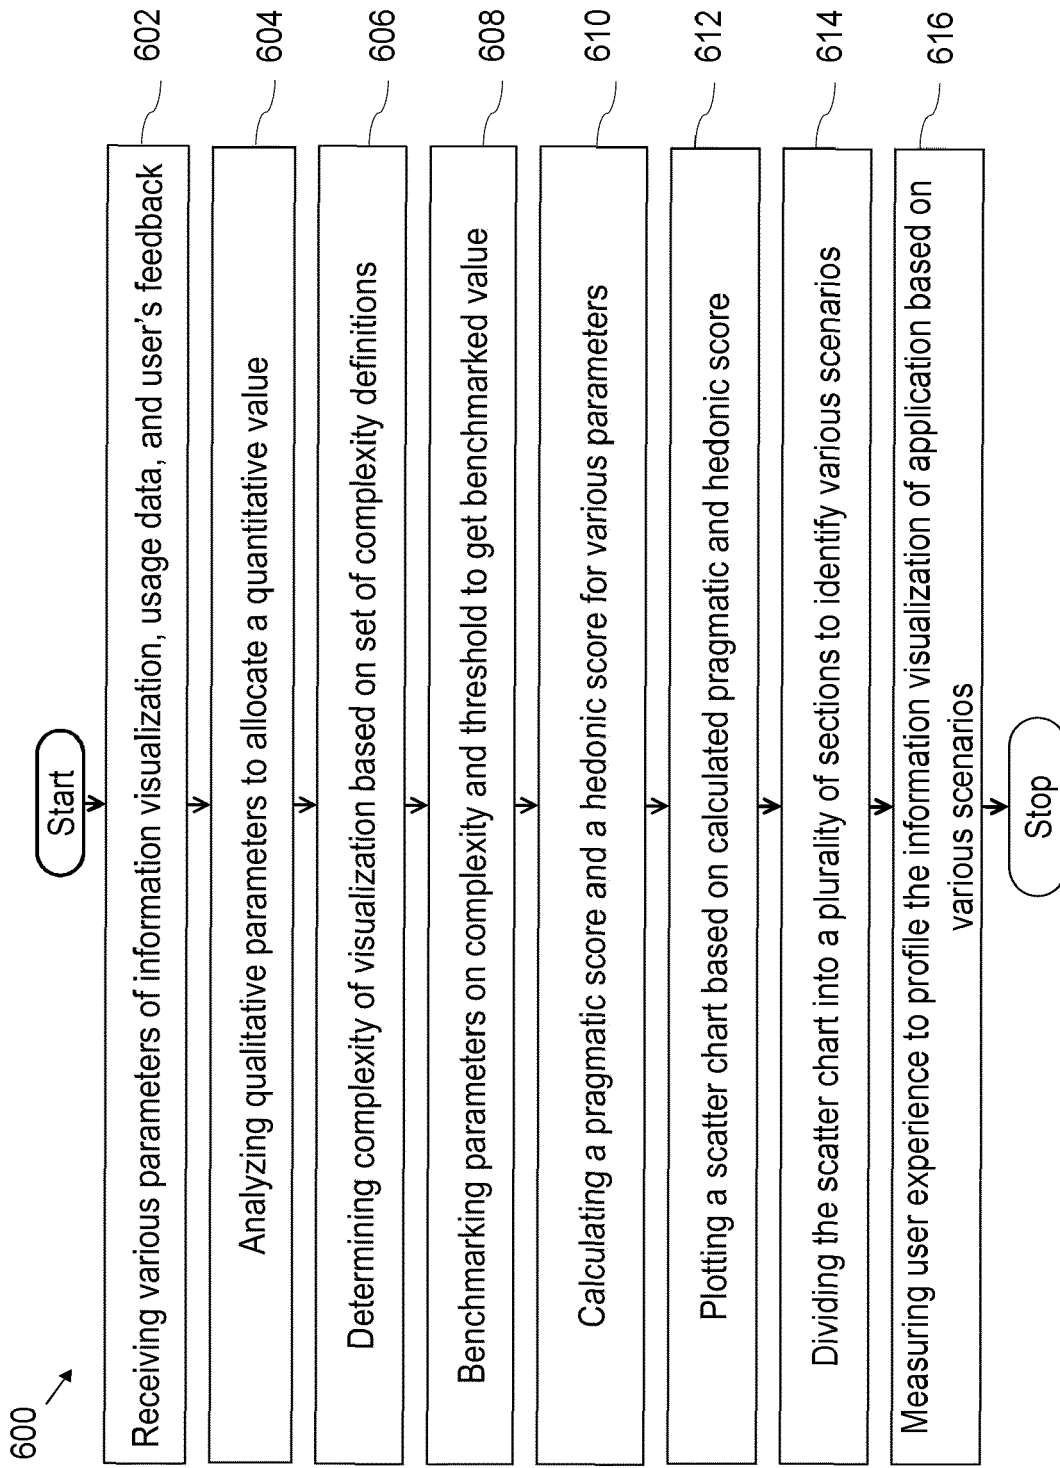 600
Start
Receiving various parameters of information visualization, usage data, and user's feedback
602
Analyzing qualitative parameters to allocate a quantitative value
604
Determining complexity of visualization based on set of complexity definitions
606
Benchmarking parameters on complexity and threshold to get benchmarked value
608
Calculating a pragmatic score and a hedonic score for various parameters
610
Plotting a scatter chart based on calculated pragmatic and hedonic score
612
Dividing the scatter chart into a plurality of sections to identify various scenarios
614
Measuring user experience to profile the information visualization of application based on
various scenarios
616
Stop